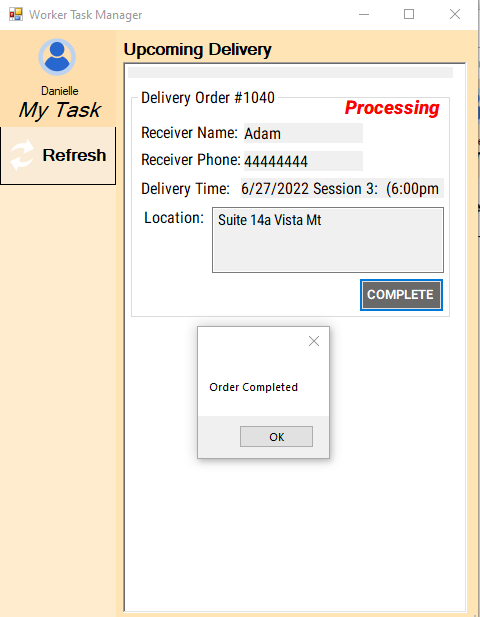 Worker Task Manager
Danielle
My Task
Refresh
Upcoming Delivery
Delivery Order #1040
Processing
Receiver Name: Adam
Receiver Phone: 44444444
Delivery Time: 6/27/2022 Session 3: (6:00pm
Location: Suite 14a Vista Mt
COMPLETE
Order Completed
OK